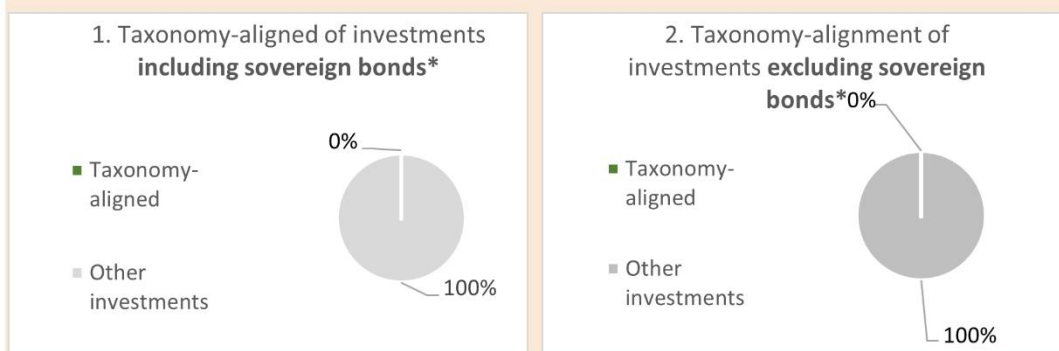 1. Taxonomy-aligned of investments
including sovereign bonds*
0%
Taxonomy-
aligned
Other
investments
100%
2. Taxonomy-alignment of
investments excluding sovereign
bonds*0%
Taxonomy-
aligned
Other
investments
100%